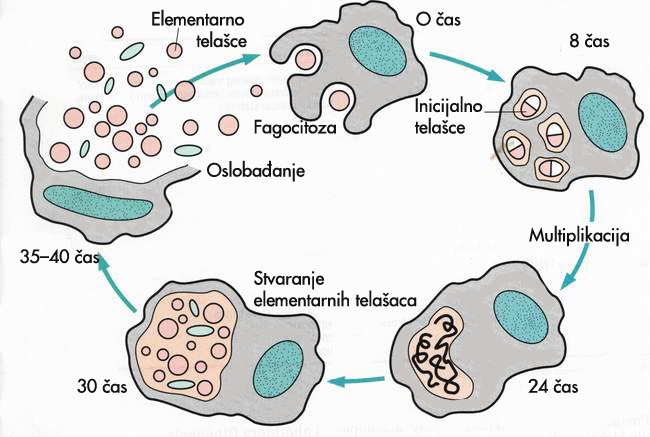 Elementarno
telašce
O čas
8 čas
Fagocitoza
Inicijalno
telašce
Oslobađanje
Multiplikacija
35–40 čas
Stvaranje
elementarnih telašaca
30 čas
24 čas